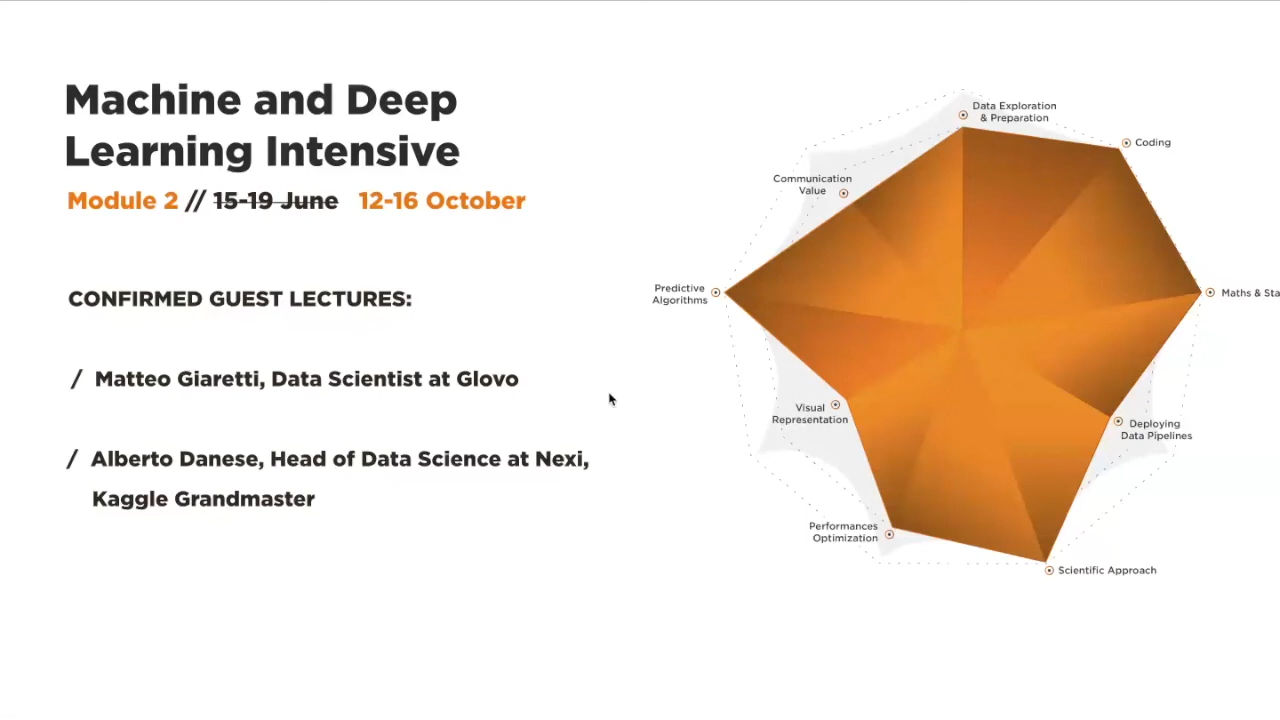 Machine and Deep
Learning Intensive
Module 2 // 15-19 June 12-16 October
CONFIRMED GUEST LECTURES:
/ Matteo Giaretti, Data Scientist at Glovo
/ Alberto Danese, Head of Data Science at Nexi,
Kaggle Grandmaster
Data Exploration
& Preparation
Coding
Communication
Value
Predictive
Algorithms
Maths & Sta
Visual
Representation
Deploying
Data Pipelines
Performances
Optimization
Scientific Approach